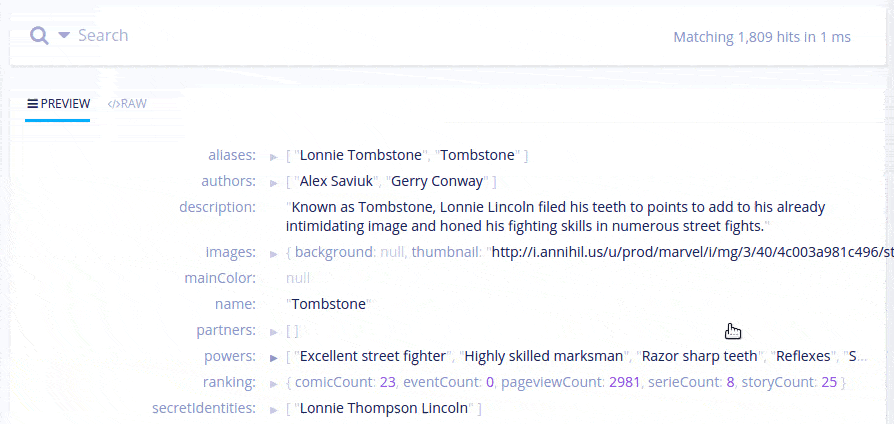 Search
Matching 1,809 hits in 1 ms
PREVIEW </>RAW
aliases: [ "Lonnie Tombstone", "Tombstone" ]
authors: [ "Alex Saviuk", "Gerry Conway" ]
description: "Known as Tombstone, Lonnie Lincoln filed his teeth to points to add to his already
intimidating image and honed his fighting skills in numerous street fights."
images: { background: null, thumbnail: "http://i.annihil.us/u/prod/marvel/i/mg/3/40/4c003a981c496/st
mainColor: null
name: "Tombstone"
partners: [ ]
powers: [ "Excellent street fighter", "Highly skilled marksman", "Razor sharp teeth", "Reflexes", "S...
ranking: { comicCount: 23, eventCount: 0, pageviewCount: 2981, serieCount: 8, storyCount: 25 }
secretIdentities: [ "Lonnie Thompson Lincoln" ]